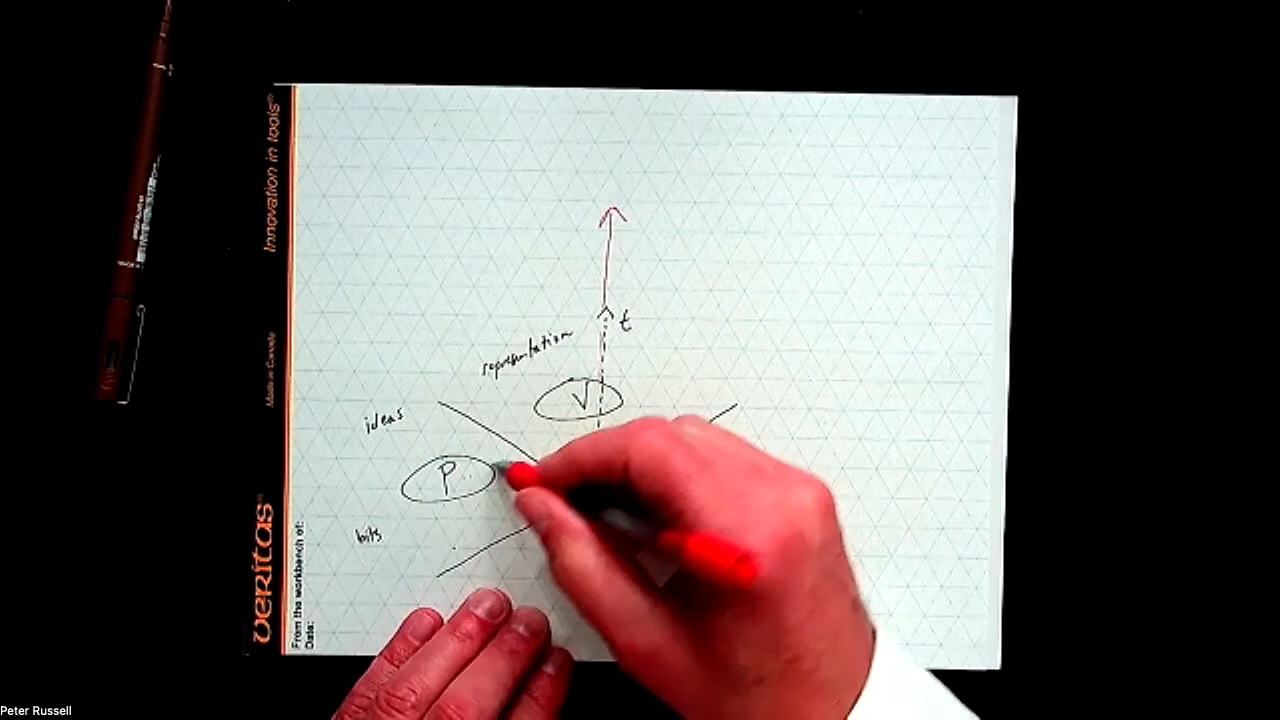 Innovation in tools®
Made in Canada
veritas®
From the workbench of:
Date:
t
representation
V
ideas
P
bits
Peter Russell